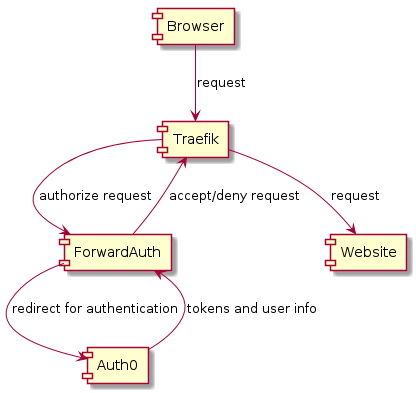 Browser
request
Traefik
authorize request
accept/deny request
request
ForwardAuth
Website
redirect for authentication
tokens and user info
Auth0